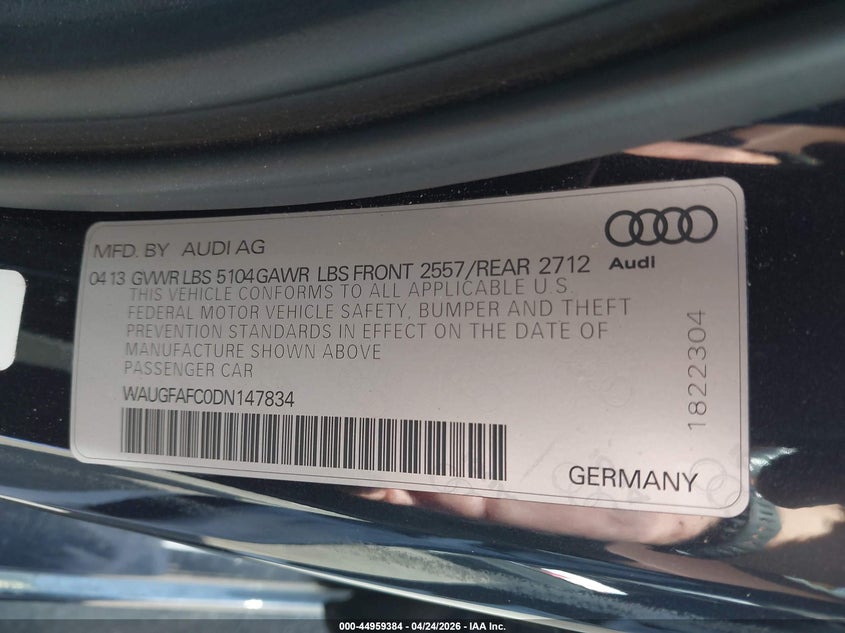 MFD. BY AUDI AG
0413 GVWR LBS 5104 GAWR LBS FRONT 2557/REAR 2712
Audi
THIS VEHICLE CONFORMS TO ALL APPLICABLE U.S.
FEDERAL MOTOR VEHICLE SAFETY, BUMPER AND THEFT
PREVENTION STANDARDS IN EFFECT ON THE DATE OF
MANUFACTURE SHOWN ABOVE
PASSENGER CAR
WAUGFAFC0DN147834
1822304
GERMANY
000-44959384 - 04/24/2026 - IAA Inc.